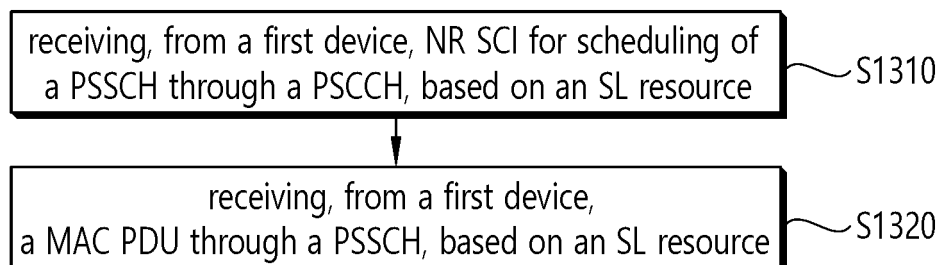 receiving, from a first device, NR SCI for scheduling of
a PSSCH through a PSCCH, based on an SL resource
S1310
receiving, from a first device,
a MAC PDU through a PSSCH, based on an SL resource
S1320